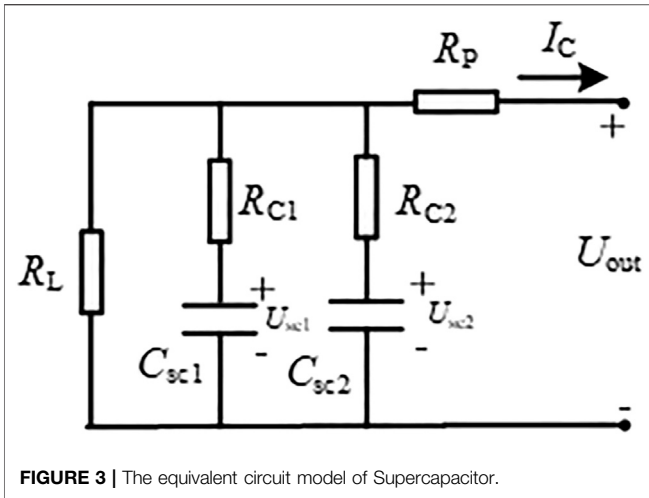 R_P
I_C
+
R_C1
R_C2
R_L
+
U_sc1
-
+
U_sc2
-
U_out
C_sc1
C_sc2
-
FIGURE 3 | The equivalent circuit model of Supercapacitor.